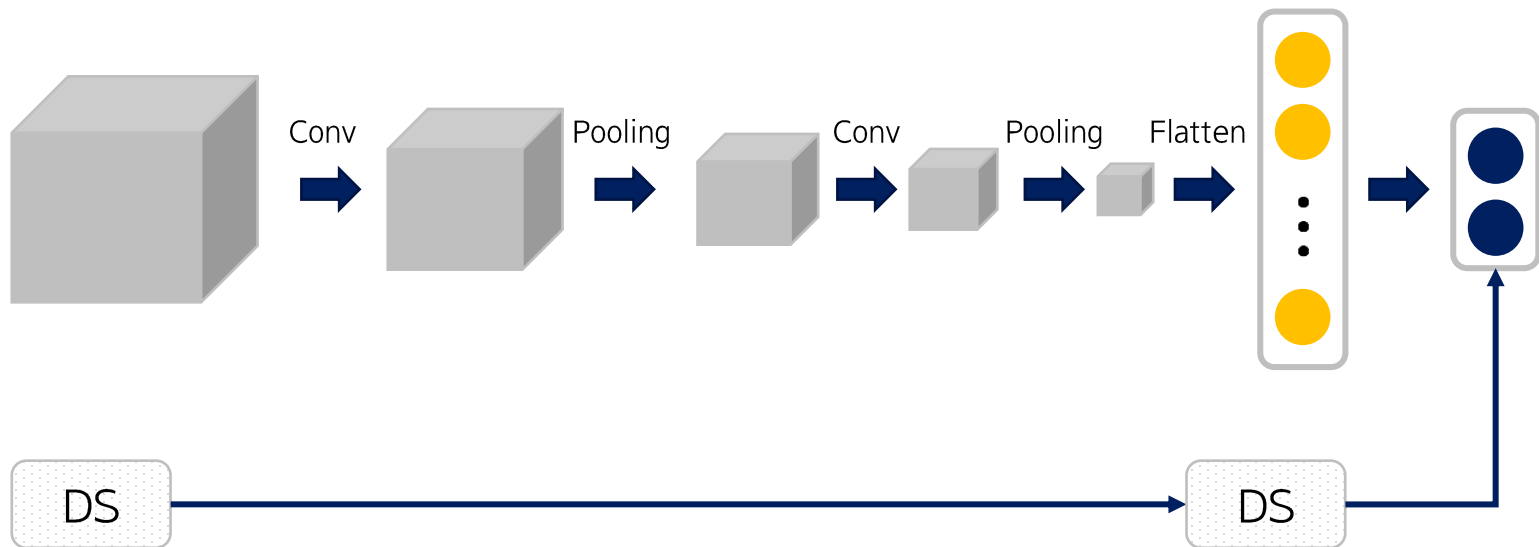 Conv
Pooling
Conv
Pooling
Flatten
DS
DS